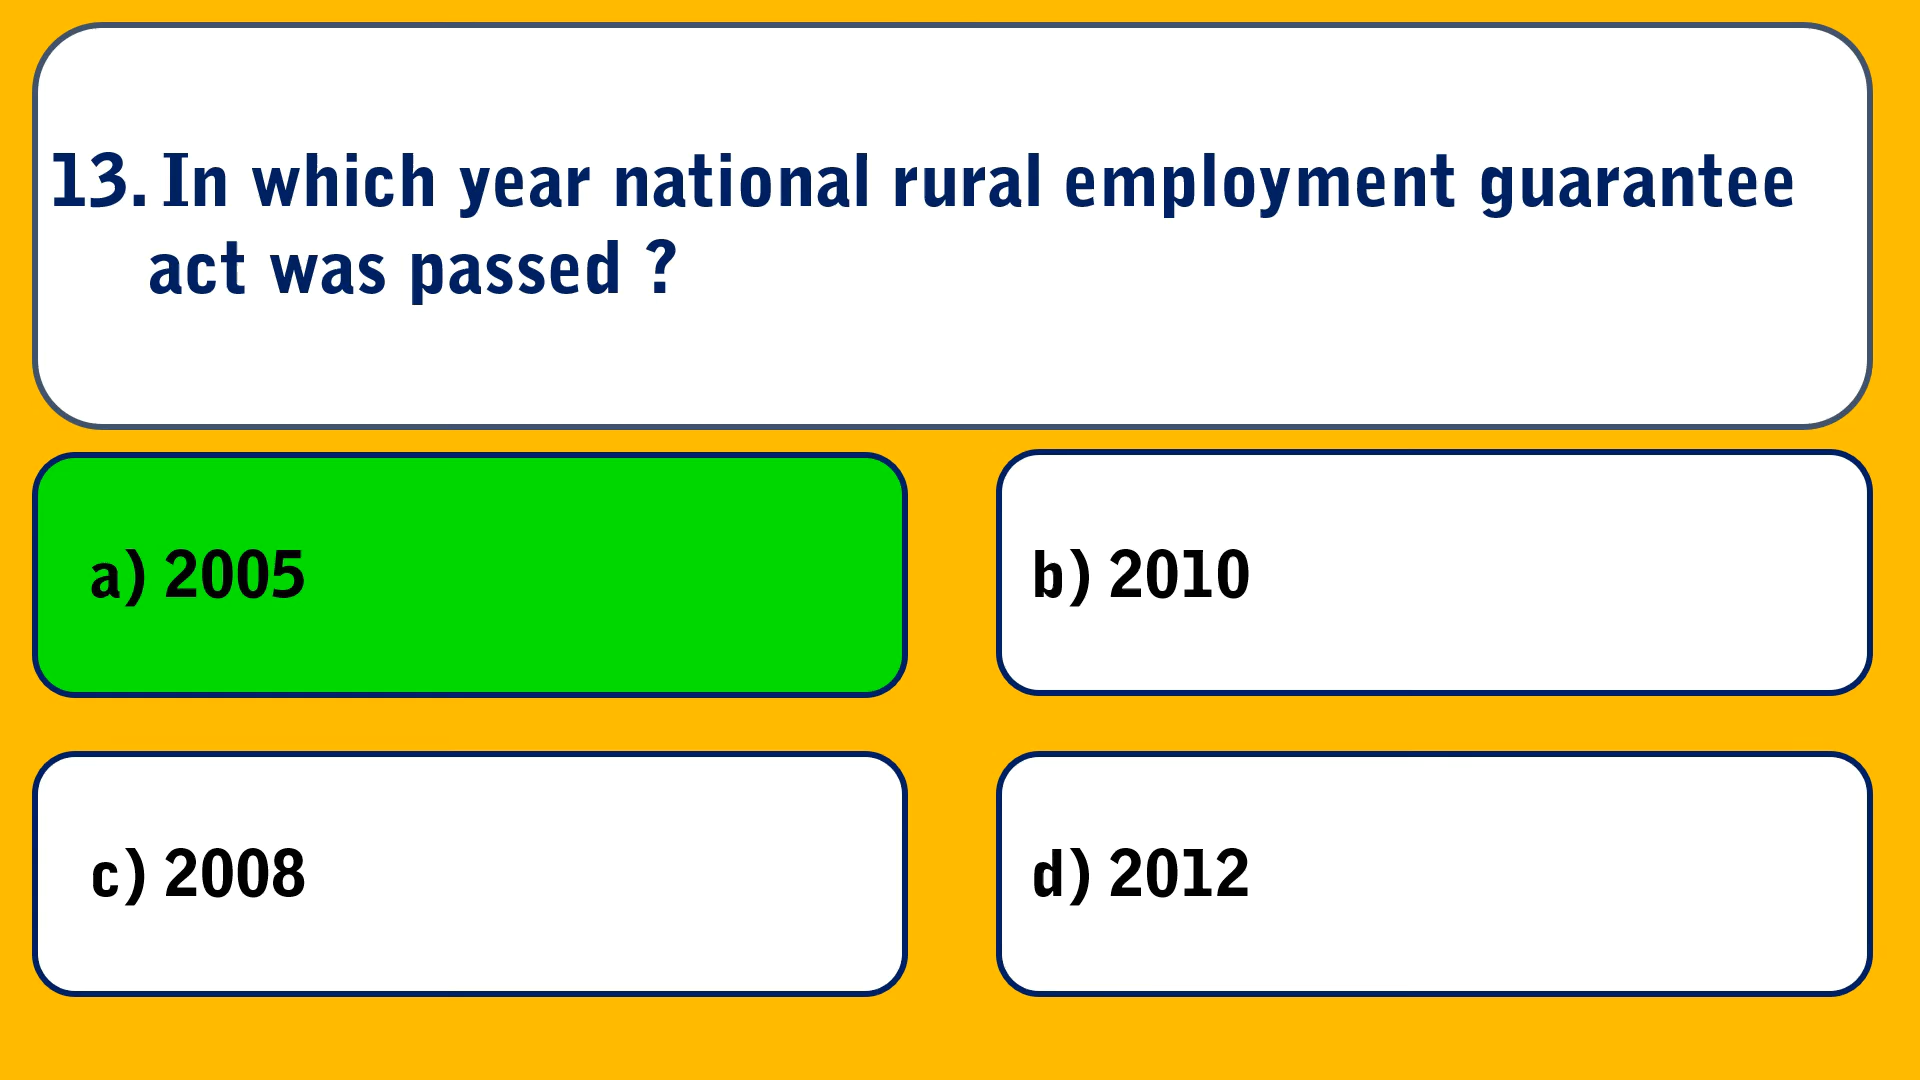 13. In which year national rural employment guarantee
act was passed ?
a) 2005
b) 2010
c) 2008
d) 2012